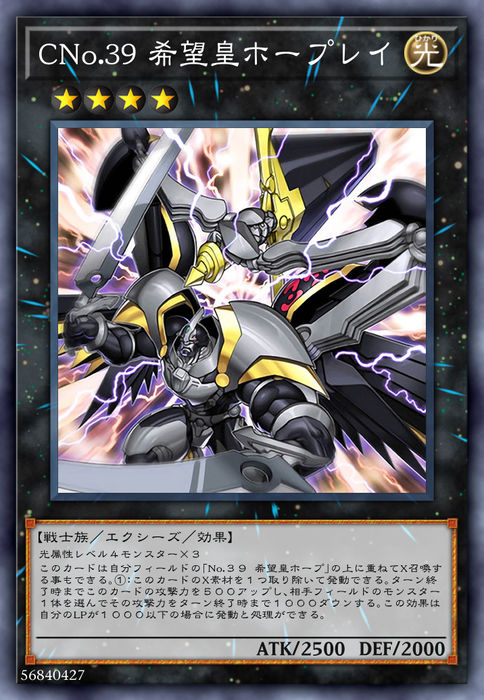 CNo.39 希望皇ホープレイ
ひかり
光
【戦士族／エクシーズ／効果】
光属性レベル４モンスター×３
このカードは自分フィールドの「No.３９ 希望皇ホープ」の上に重ねてX召喚す
る事もできる。①：このカードのX素材を１つ取り除いて発動できる。ターン終
了時までこのカードの攻撃力を５００アップし、相手フィールドのモンスター
１体を選んでその攻撃力をターン終了時まで１０００ダウンする。この効果は
自分のLPが１０００以下の場合に発動と処理ができる。
ATK/2500 DEF/2000
56840427